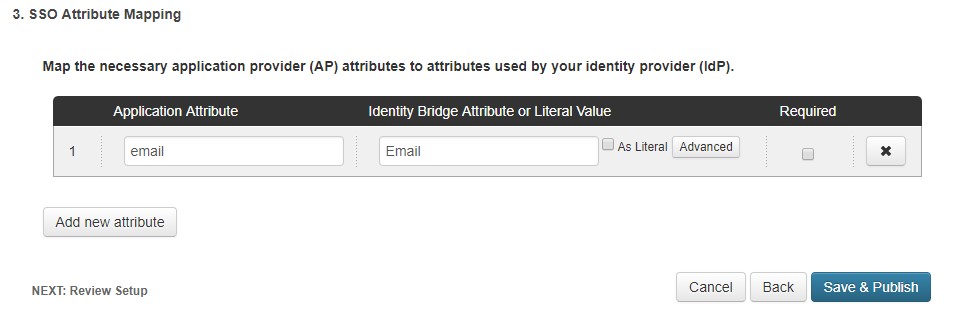 3. SSO Attribute Mapping
Map the necessary application provider (AP) attributes to attributes used by your identity provider (IdP).
Application Attribute Identity Bridge Attribute or Literal Value Required
1 email Email As Literal Advanced ✖
Add new attribute
NEXT: Review Setup Cancel Back Save & Publish